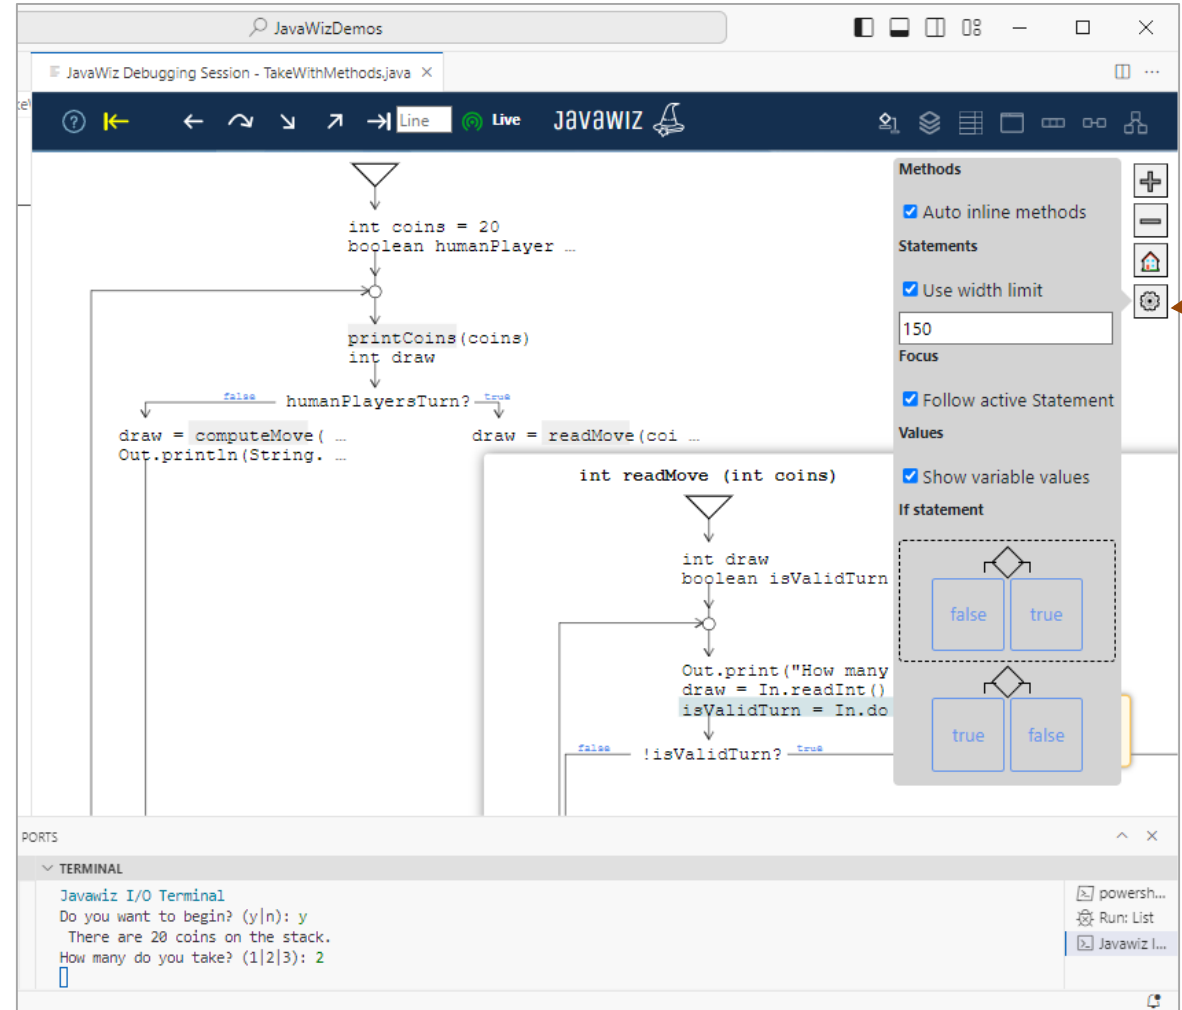 JavaWizDemos
JavaWiz Debugging Session - TakeWithMethods.java
Line
Live
JavaWiz
Methods
Auto inline methods
Statements
Use width limit
150
Focus
Follow active Statement
Values
Show variable values
If statement
false true
true false
int coins = 20
boolean humanPlayer …
printCoins(coins)
int draw
false humanPlayersTurn? true
draw = computeMove( …
Out.println(String. …
draw = readMove(coi …
int readMove (int coins)
int draw
boolean isValidTurn
Out.print("How many
draw = In.readInt()
isValidTurn = In.do
false !isValidTurn? true
PORTS
TERMINAL
Javawiz I/O Terminal
Do you want to begin? (y|n): y
There are 20 coins on the stack.
How many do you take? (1|2|3): 2
powersh...
Run: List
Javawiz I...